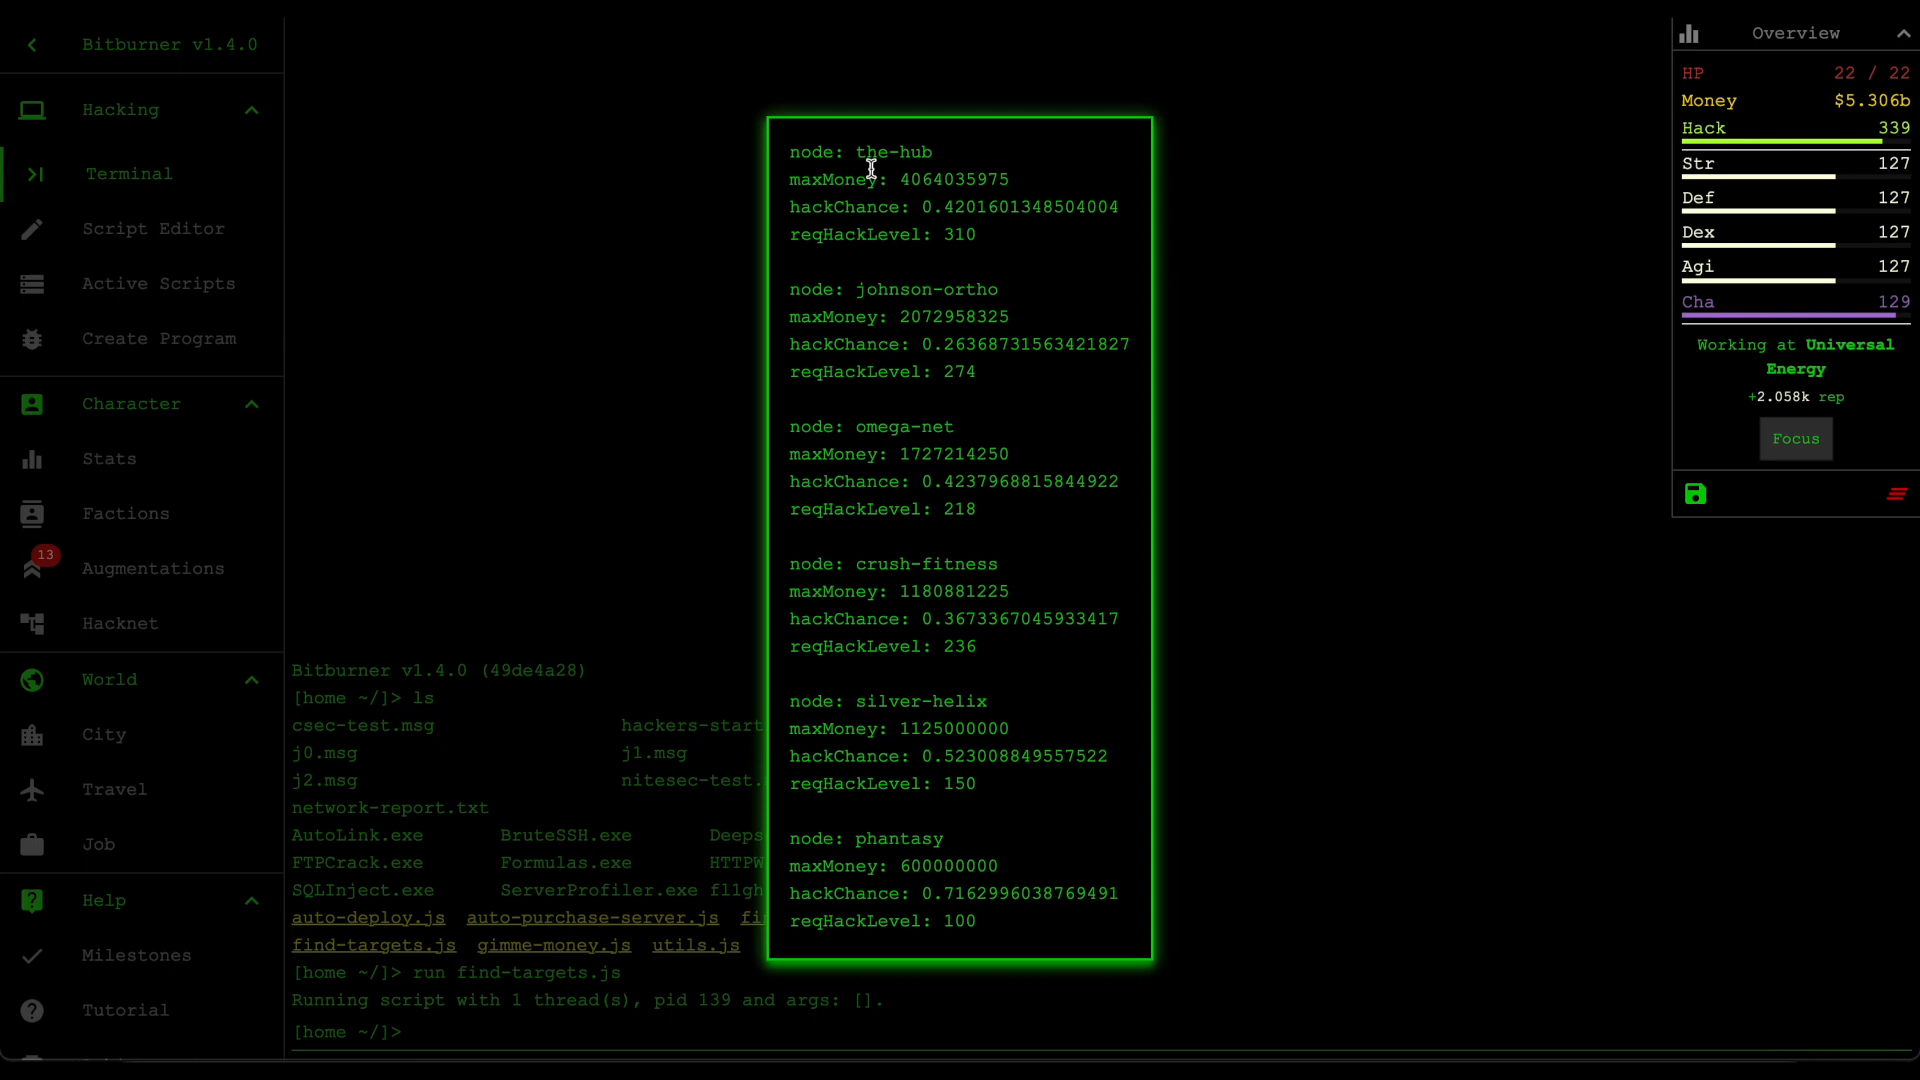 Bitburner v1.4.0
Hacking
Terminal
Script Editor
Active Scripts
Create Program
Character
Stats
Factions
13
Augmentations
Hacknet
World
City
Travel
Job
Help
Milestones
Tutorial
Bitburner v1.4.0 (49de4a28)
[home ~/]> ls
csec-test.msg hackers-start
j0.msg j1.msg
j2.msg nitesec-test.
network-report.txt
AutoLink.exe BruteSSH.exe Deeps
FTPCrack.exe Formulas.exe HTTPW
SQLInject.exe ServerProfiler.exe fl1gh
auto-deploy.js auto-purchase-server.js fi
find-targets.js gimme-money.js utils.js
[home ~/]> run find-targets.js
Running script with 1 thread(s), pid 139 and args: [].
[home ~/]>
node: the-hub
maxMoney: 4064035975
hackChance: 0.4201601348504004
reqHackLevel: 310
node: johnson-ortho
maxMoney: 2072958325
hackChance: 0.26368731563421827
reqHackLevel: 274
node: omega-net
maxMoney: 1727214250
hackChance: 0.4237968815844922
reqHackLevel: 218
node: crush-fitness
maxMoney: 1180881225
hackChance: 0.3673367045933417
reqHackLevel: 236
node: silver-helix
maxMoney: 1125000000
hackChance: 0.523008849557522
reqHackLevel: 150
node: phantasy
maxMoney: 600000000
hackChance: 0.7162996038769491
reqHackLevel: 100
Overview
HP 22 / 22
Money $5.306b
Hack 339
Str 127
Def 127
Dex 127
Agi 127
Cha 129
Working at Universal
Energy
+2.058k rep
Focus